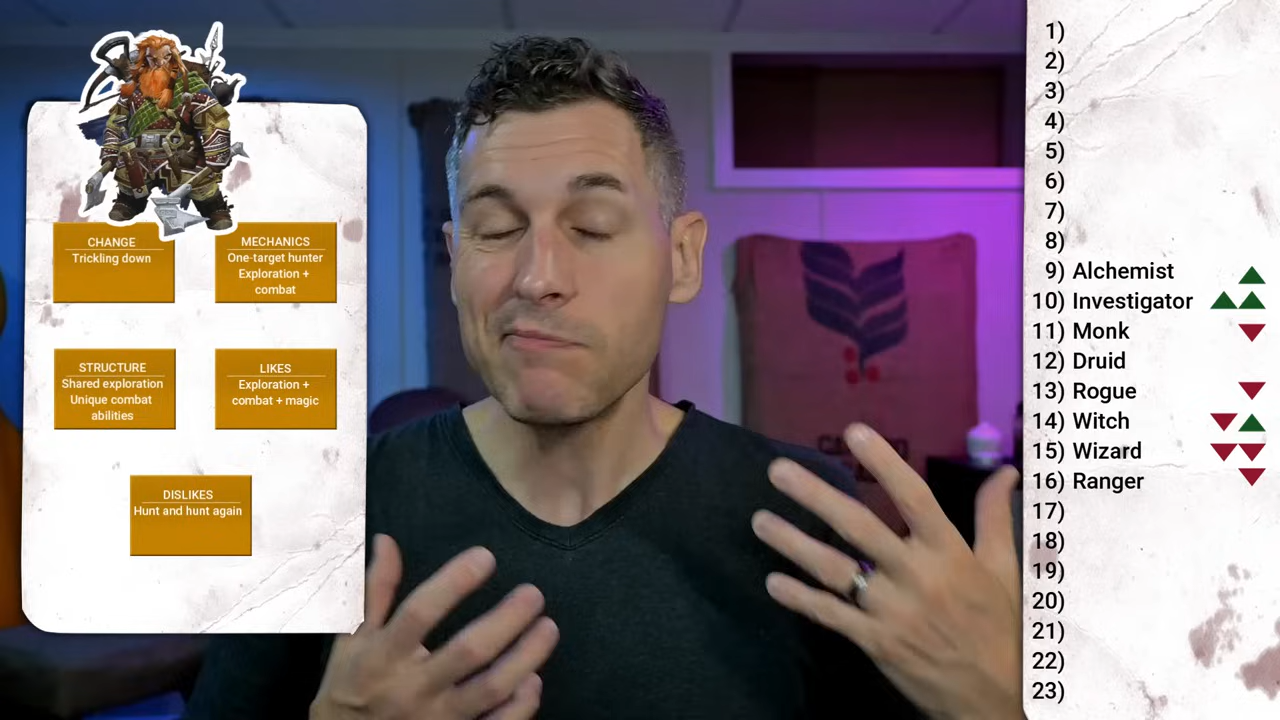 CHANGE
Trickling down
MECHANICS
One-target hunter
Exploration +
combat
STRUCTURE
Shared exploration
Unique combat
abilities
LIKES
Exploration +
combat + magic
DISLIKES
Hunt and hunt again
1)
2)
3)
4)
5)
6)
7)
8)
9) Alchemist
10) Investigator
11) Monk
12) Druid
13) Rogue
14) Witch
15) Wizard
16) Ranger
17)
18)
19)
20)
21)
22)
23)